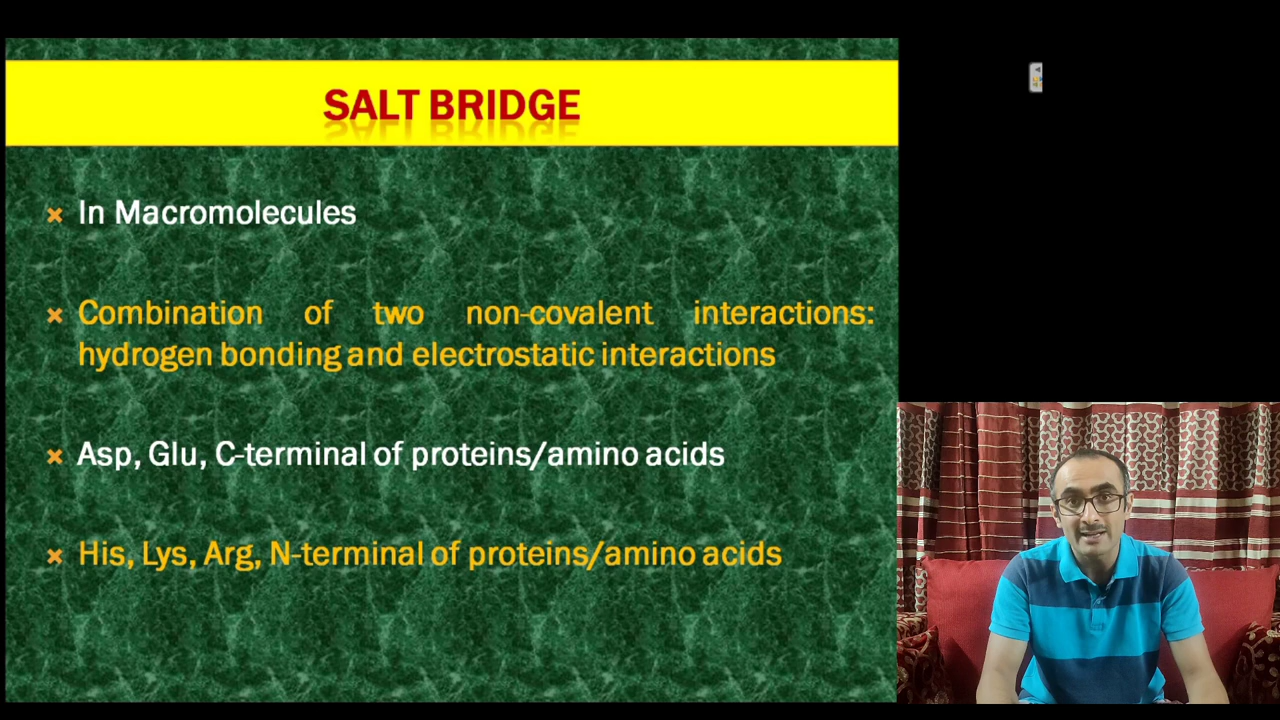 SALT BRIDGE
In Macromolecules
Combination of two non-covalent interactions:
hydrogen bonding and electrostatic interactions
Asp, Glu, C-terminal of proteins/amino acids
His, Lys, Arg, N-terminal of proteins/amino acids